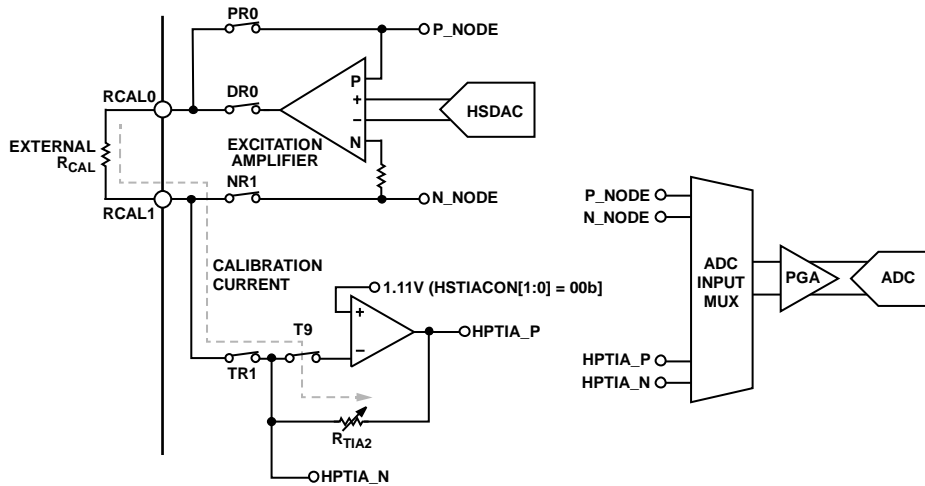 PR0
P_NODE
RCAL0
DR0
P
+
−
N
HSDAC
EXCITATION
AMPLIFIER
EXTERNAL
RCAL
RCAL1
NR1
N_NODE
CALIBRATION
CURRENT
1.11V (HSTIACON[1:0] = 00b]
+
−
T9
TR1
HPTIA_P
RTIA2
HPTIA_N
P_NODE
N_NODE
ADC
INPUT
MUX
PGA
ADC
HPTIA_P
HPTIA_N